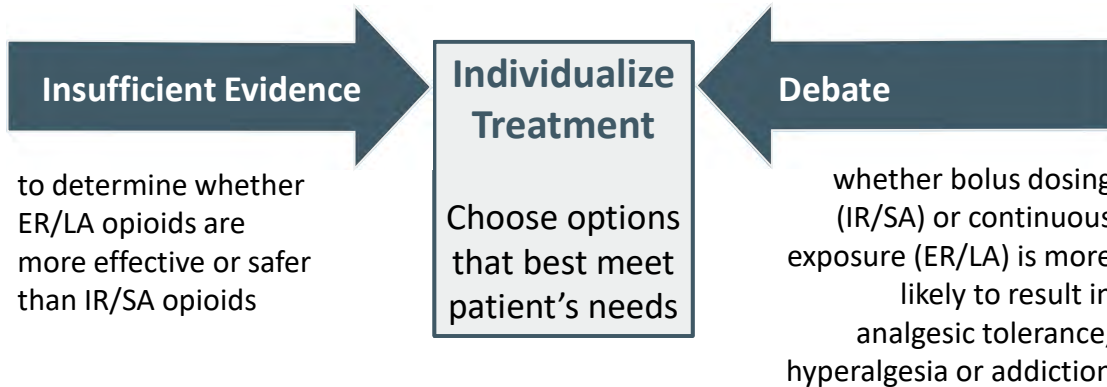 Insufficient Evidence
to determine whether
ER/LA opioids are
more effective or safer
than IR/SA opioids
Individualize
Treatment
Choose options
that best meet
patient's needs
Debate
whether bolus dosing
(IR/SA) or continuous
exposure (ER/LA) is more
likely to result in
analgesic tolerance,
hyperalgesia or addiction